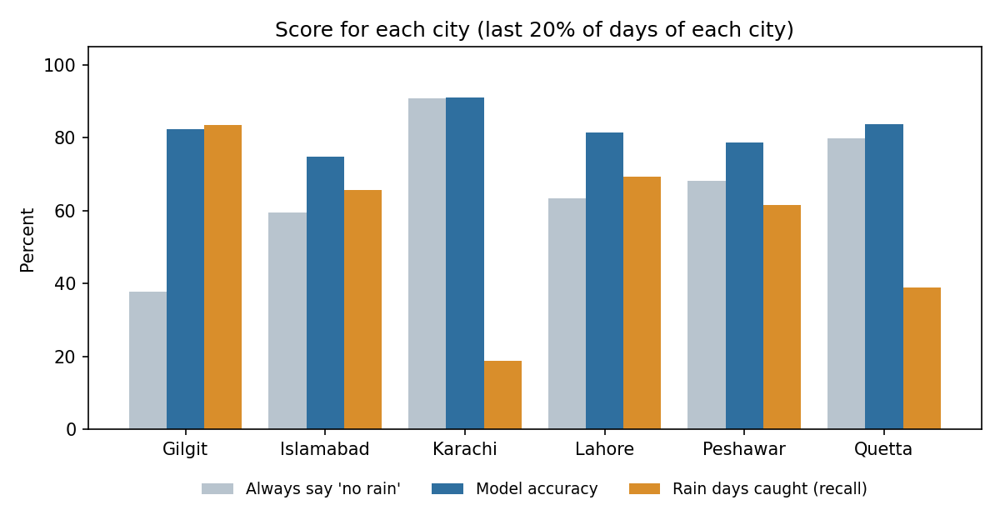 Score for each city (last 20% of days of each city)
100
80
60
40
20
0
Percent
Gilgit Islamabad Karachi Lahore Peshawar Quetta
Always say 'no rain' Model accuracy Rain days caught (recall)